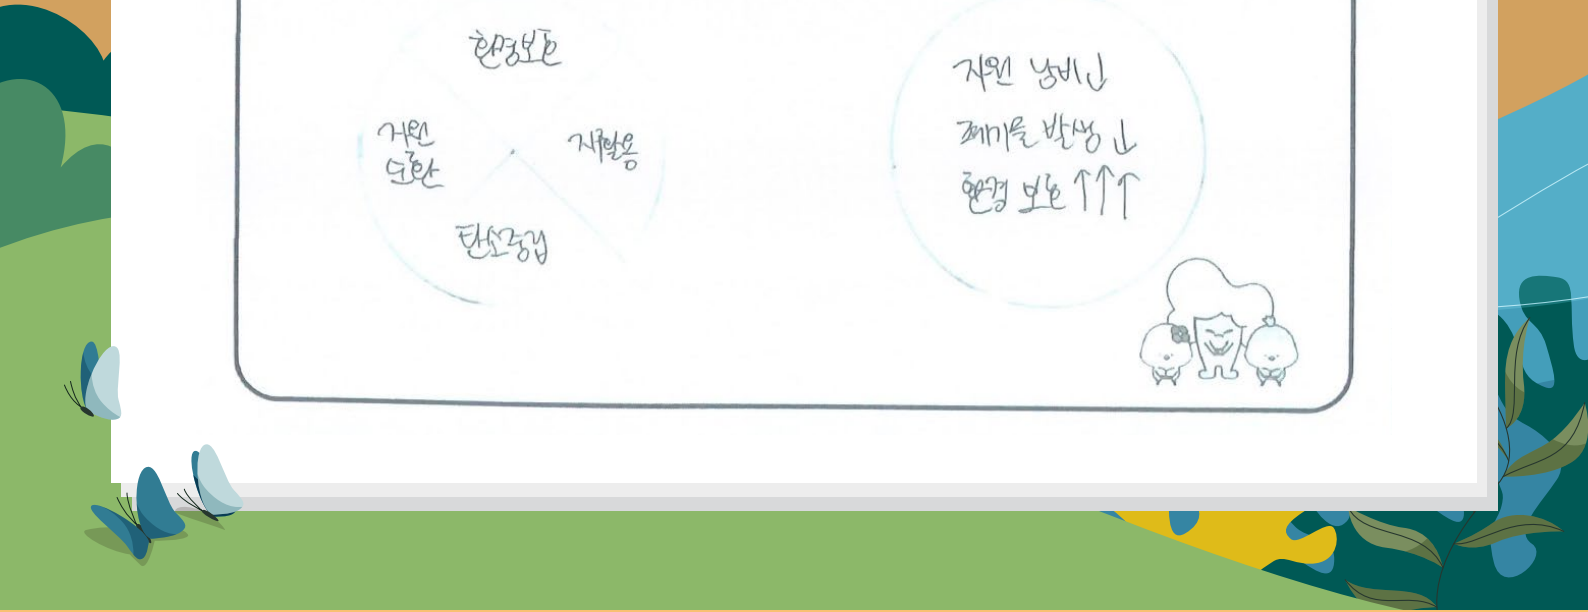 환경보호
자원
순환
재활용
탄소중립
자원 낭비↓
폐기물 발생 ↓
환경 보호 ↑↑↑